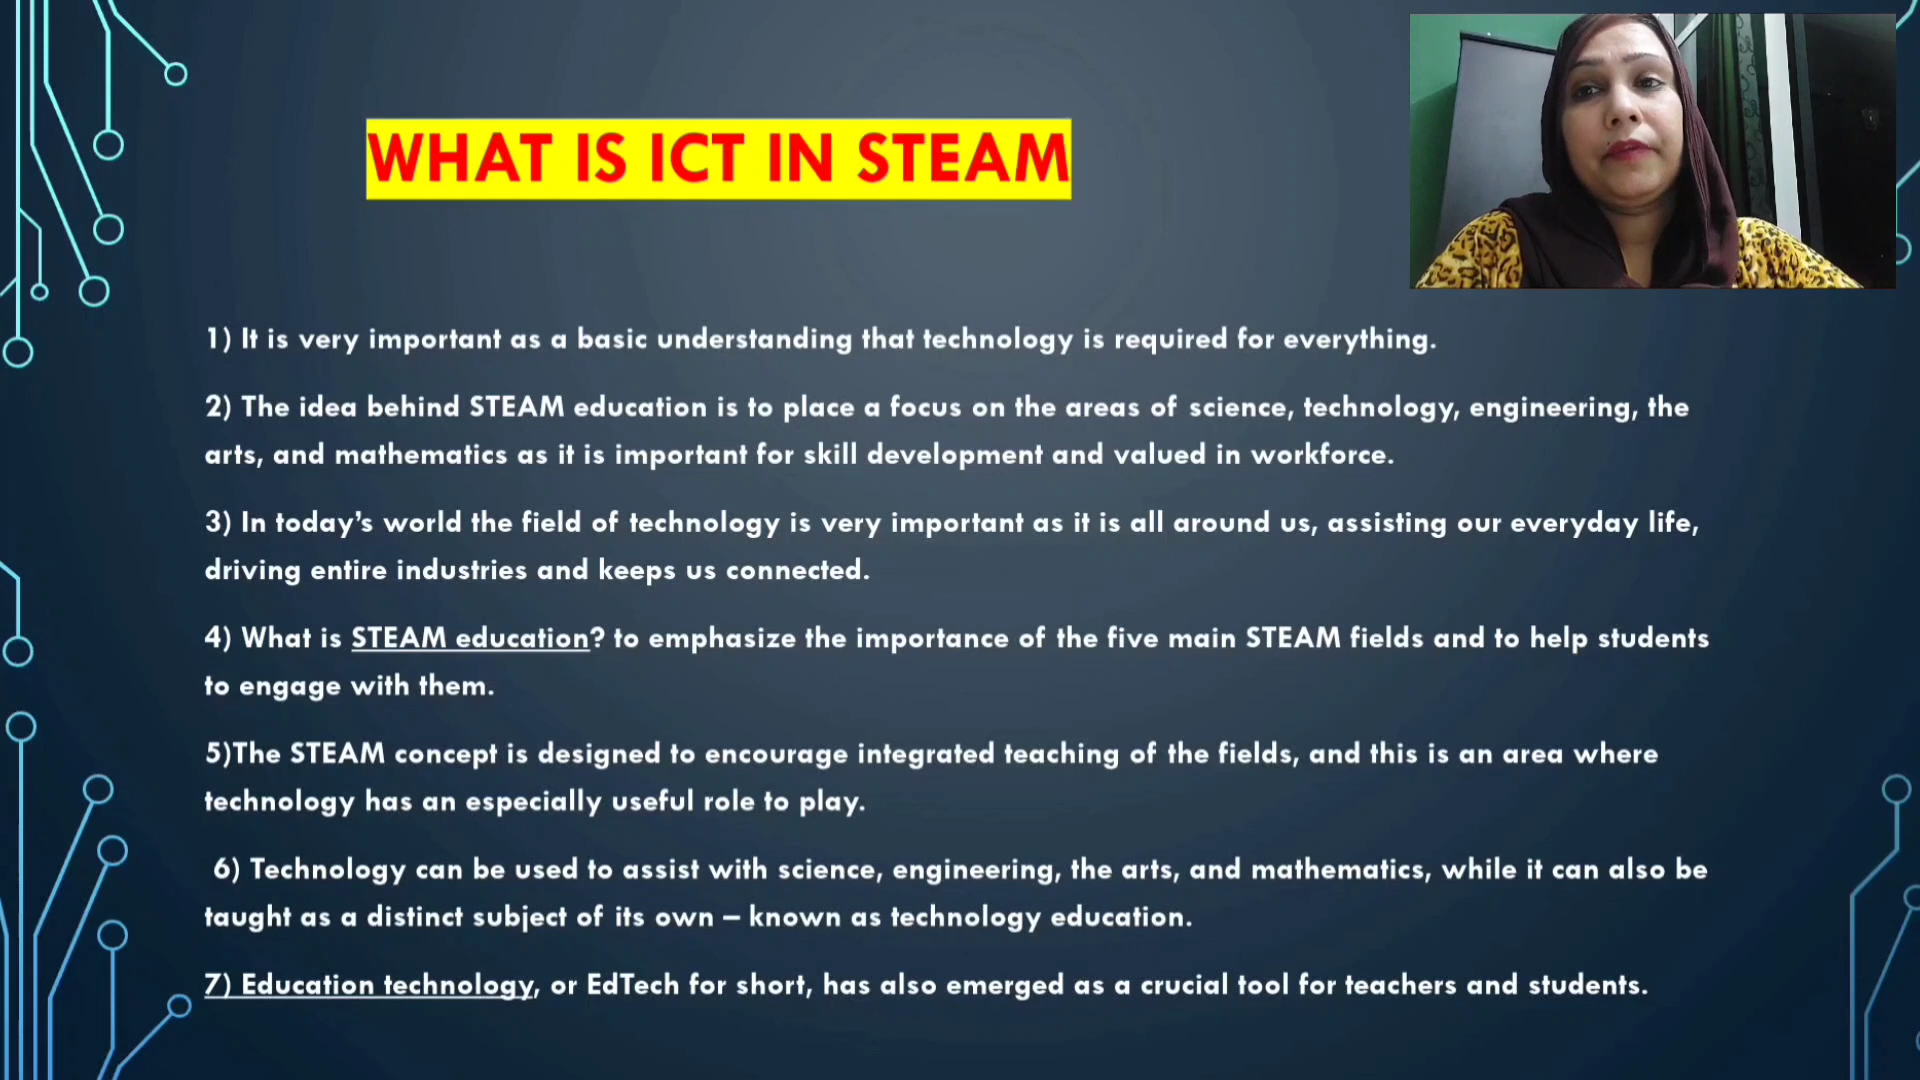 WHAT IS ICT IN STEAM
1) It is very important as a basic understanding that technology is required for everything.
2) The idea behind STEAM education is to place a focus on the areas of science, technology, engineering, the
arts, and mathematics as it is important for skill development and valued in workforce.
3) In today’s world the field of technology is very important as it is all around us, assisting our everyday life,
driving entire industries and keeps us connected.
4) What is STEAM education? to emphasize the importance of the five main STEAM fields and to help students
to engage with them.
5)The STEAM concept is designed to encourage integrated teaching of the fields, and this is an area where
technology has an especially useful role to play.
6) Technology can be used to assist with science, engineering, the arts, and mathematics, while it can also be
taught as a distinct subject of its own – known as technology education.
7) Education technology, or EdTech for short, has also emerged as a crucial tool for teachers and students.